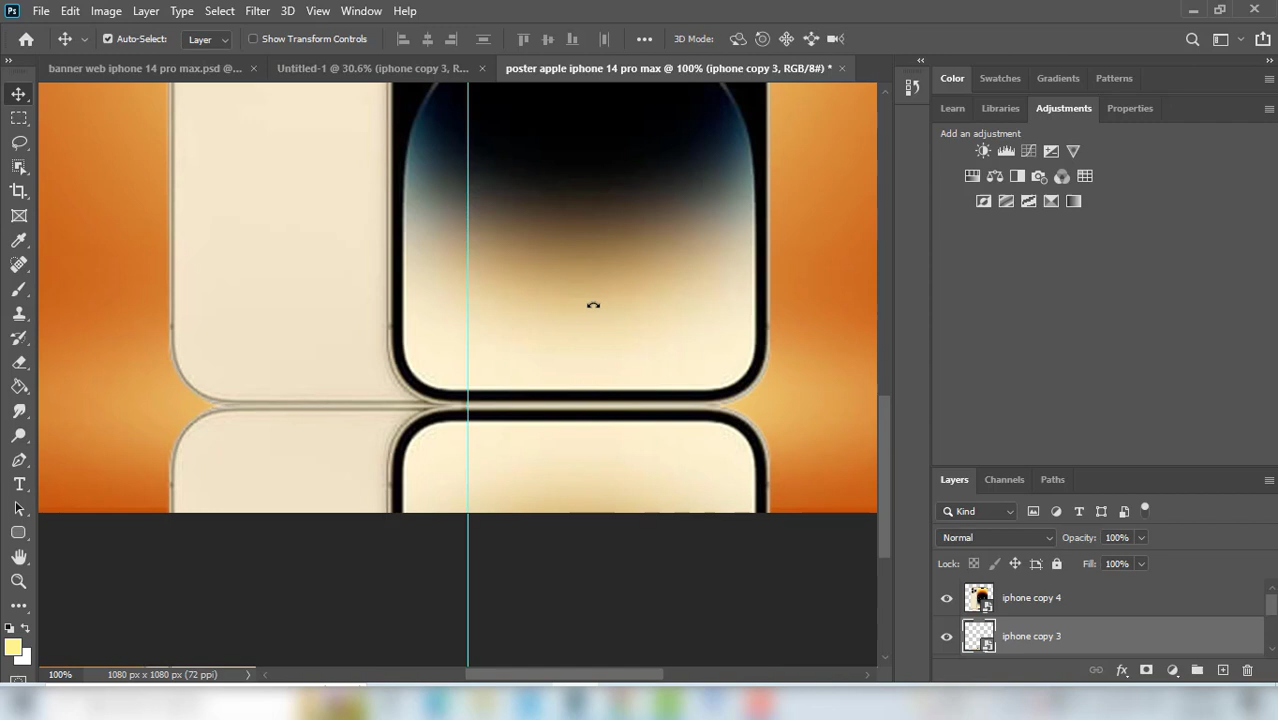 Ps File Edit Image Layer Type Select Filter 3D View Window Help
Auto-Select: Layer Show Transform Controls 3D Mode:
banner web iphone 14 pro max.psd @... Untitled-1 @ 30.6% (iphone copy 3, R... poster apple iphone 14 pro max @ 100% (iphone copy 3, RGB/8#) *
Color Swatches Gradients Patterns
Learn Libraries Adjustments Properties
Add an adjustment
Layers Channels Paths
Kind
Normal Opacity: 100%
Lock: Fill: 100%
iphone copy 4
iphone copy 3
100% 1080 px x 1080 px (72 ppi)